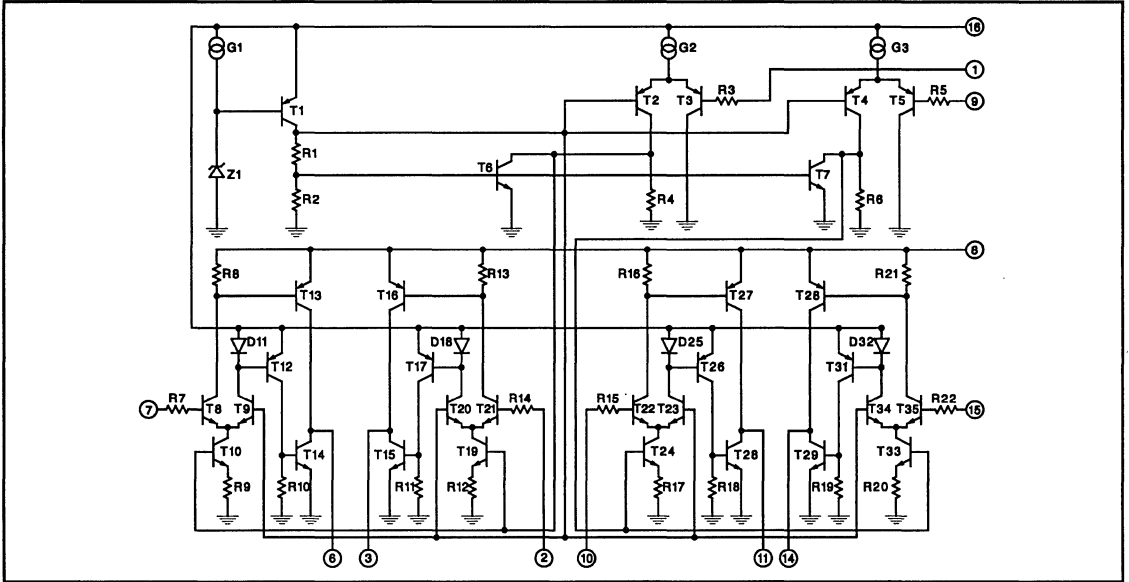 16
G1 G2 G3
1
R3 R5
T2 T3 T4 T5 9
T1
R1
Z1 T6 T7
R2 R4 R6
8
R8 R13 R16 R21
T13 T16 T27 T28
D11 D18 D25 D32
T12 T17 T26 T31
7 R7 T8 T9 T20 T21 R14 R15 T22 T23 T34 T35 R22 15
T10 T14 T15 T19 T24 T28 T29 T33
R9 R10 R11 R12 R17 R18 R19 R20
6 3 2 10 11 14